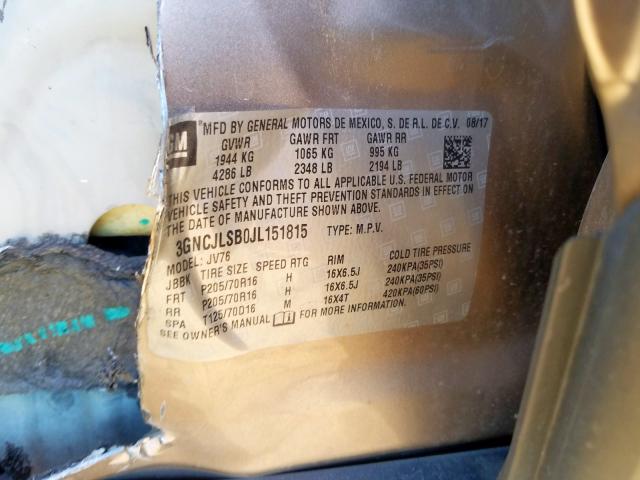 GM
MFD BY GENERAL MOTORS DE MEXICO, S. DE R.L. DE C.V. 08/17
GVWR GAWR FRT GAWR RR
1944 KG 1065 KG 995 KG
4286 LB 2348 LB 2194 LB
THIS VEHICLE CONFORMS TO ALL APPLICABLE U.S. FEDERAL MOTOR
VEHICLE SAFETY AND THEFT PREVENTION STANDARDS IN EFFECT ON
THE DATE OF MANUFACTURE SHOWN ABOVE.
3GNCJLSB0JL151815 TYPE: M.P.V.
MODEL: JV76
JBBK TIRE SIZE SPEED RTG RIM COLD TIRE PRESSURE
FRT P205/70R16 H 16X6.5J 240KPA(35PSI)
RR P205/70R16 H 16X6.5J 240KPA(35PSI)
SPA T125/70D16 M 16X4T 420KPA(60PSI)
SEE OWNER'S MANUAL FOR MORE INFORMATION.